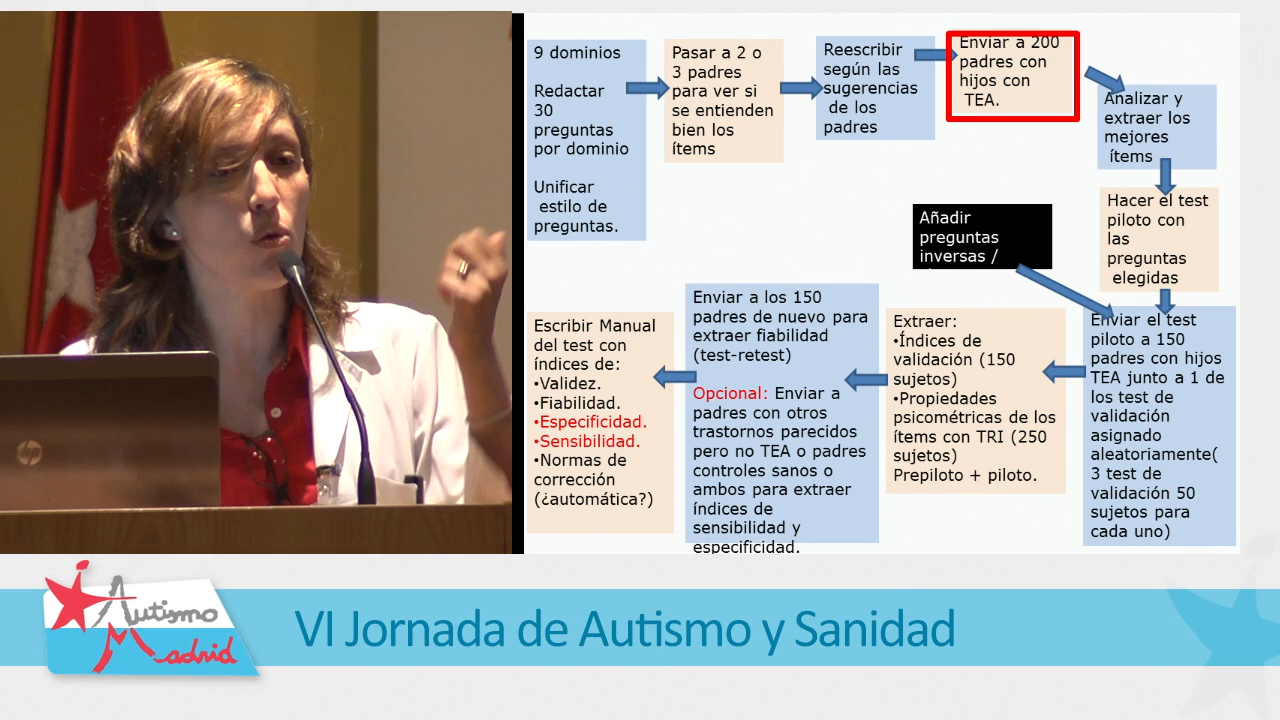 9 dominios
Redactar
30
preguntas
por dominio
Unificar
estilo de
preguntas.
Pasar a 2 o
3 padres
para ver si
se entienden
bien los
ítems
Reescribir
según las
sugerencias
de los
padres
Enviar a 200
padres con
hijos con
TEA.
Analizar y
extraer los
mejores
ítems
Hacer el test
piloto con
las
preguntas
elegidas
Añadir
preguntas
inversas /
Enviar el test
piloto a 150
padres con hijos
TEA junto a 1 de
los test de
validación
asignado
aleatoriamente(
3 test de
validación 50
sujetos para
cada uno)
Extraer:
•Índices de
validación (150
sujetos)
•Propiedades
psicométricas de los
ítems con TRI (250
sujetos)
Prepiloto + piloto.
Enviar a los 150
padres de nuevo para
extraer fiabilidad
(test-retest)
Opcional: Enviar a
padres con otros
trastornos parecidos
pero no TEA o padres
controles sanos o
ambos para extraer
índices de
sensibilidad y
especificidad.
Escribir Manual
del test con
índices de:
•Validez.
•Fiabilidad.
•Especificidad.
•Sensibilidad.
•Normas de
corrección
(¿automática?)
hp
Autismo
Madrid
VI Jornada de Autismo y Sanidad